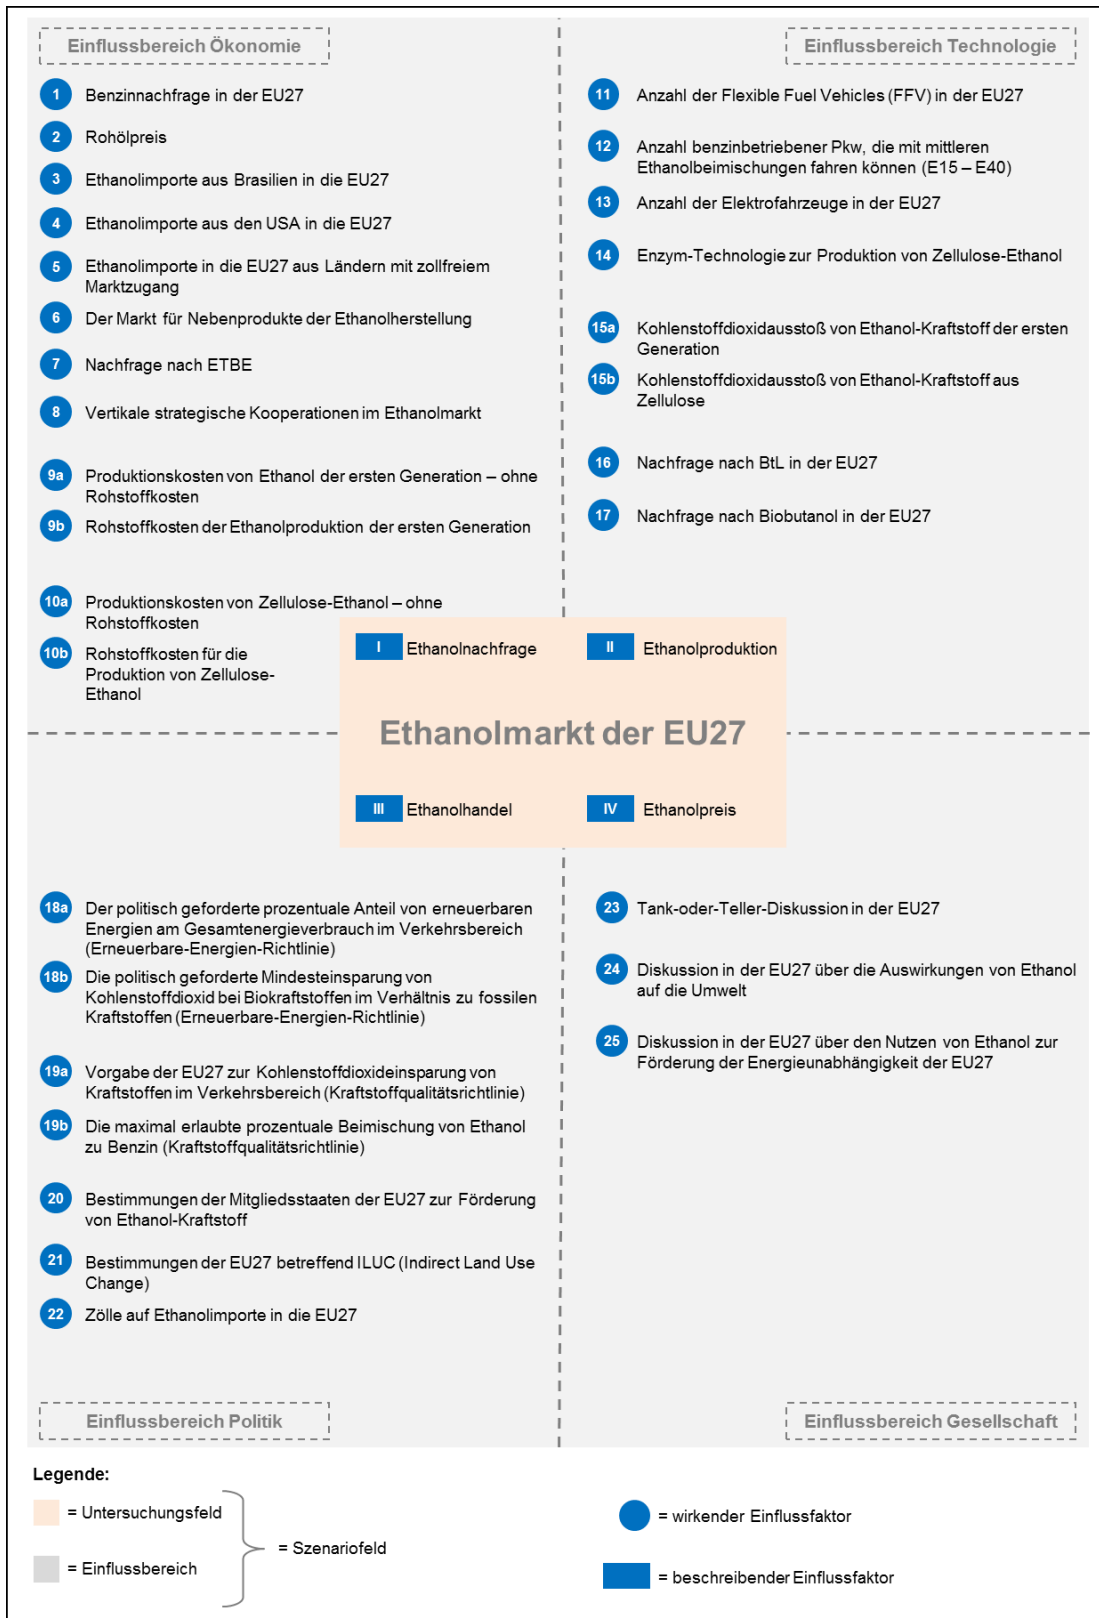 Einflussbereich Ökonomie
1 Benzinnachfrage in der EU27
2 Rohölpreis
3 Ethanolimporte aus Brasilien in die EU27
4 Ethanolimporte aus den USA in die EU27
5 Ethanolimporte in die EU27 aus Ländern mit zollfreiem
Marktzugang
6 Der Markt für Nebenprodukte der Ethanolherstellung
7 Nachfrage nach ETBE
8 Vertikale strategische Kooperationen im Ethanolmarkt
9a Produktionskosten von Ethanol der ersten Generation – ohne
Rohstoffkosten
9b Rohstoffkosten der Ethanolproduktion der ersten Generation
10a Produktionskosten von Zellulose-Ethanol – ohne
Rohstoffkosten
10b Rohstoffkosten für die
Produktion von Zellulose-
Ethanol
Einflussbereich Technologie
11 Anzahl der Flexible Fuel Vehicles (FFV) in der EU27
12 Anzahl benzinbetriebener Pkw, die mit mittleren
Ethanolbeimischungen fahren können (E15 – E40)
13 Anzahl der Elektrofahrzeuge in der EU27
14 Enzym-Technologie zur Produktion von Zellulose-Ethanol
15a Kohlenstoffdioxidausstoß von Ethanol-Kraftstoff der ersten
Generation
15b Kohlenstoffdioxidausstoß von Ethanol-Kraftstoff aus
Zellulose
16 Nachfrage nach BtL in der EU27
17 Nachfrage nach Biobutanol in der EU27
I Ethanolnachfrage
II Ethanolproduktion
Ethanolmarkt der EU27
III Ethanolhandel
IV Ethanolpreis
18a Der politisch geforderte prozentuale Anteil von erneuerbaren
Energien am Gesamtenergieverbrauch im Verkehrsbereich
(Erneuerbare-Energien-Richtlinie)
18b Die politisch geforderte Mindesteinsparung von
Kohlenstoffdioxid bei Biokraftstoffen im Verhältnis zu fossilen
Kraftstoffen (Erneuerbare-Energien-Richtlinie)
19a Vorgabe der EU27 zur Kohlenstoffdioxideinsparung von
Kraftstoffen im Verkehrsbereich (Kraftstoffqualitätsrichtlinie)
19b Die maximal erlaubte prozentuale Beimischung von Ethanol
zu Benzin (Kraftstoffqualitätsrichtlinie)
20 Bestimmungen der Mitgliedsstaaten der EU27 zur Förderung
von Ethanol-Kraftstoff
21 Bestimmungen der EU27 betreffend ILUC (Indirect Land Use
Change)
22 Zölle auf Ethanolimporte in die EU27
Einflussbereich Politik
23 Tank-oder-Teller-Diskussion in der EU27
24 Diskussion in der EU27 über die Auswirkungen von Ethanol
auf die Umwelt
25 Diskussion in der EU27 über den Nutzen von Ethanol zur
Förderung der Energieunabhängigkeit der EU27
Einflussbereich Gesellschaft
Legende:
= Untersuchungsfeld
= Einflussbereich
= Szenariofeld
= wirkender Einflussfaktor
= beschreibender Einflussfaktor